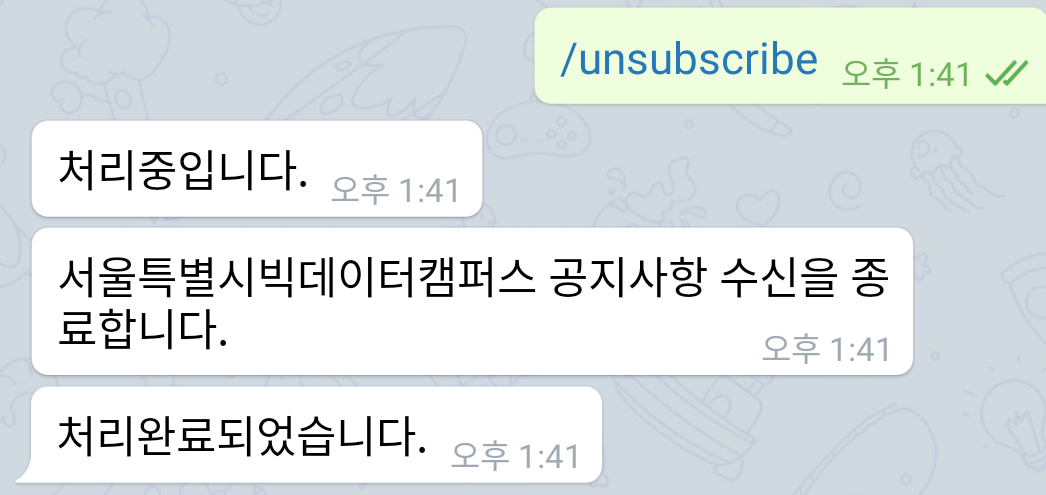 /unsubscribe 오후 1:41
처리중입니다. 오후 1:41
서울특별시빅데이터캠퍼스 공지사항 수신을 종
료합니다.
오후 1:41
처리완료되었습니다. 오후 1:41